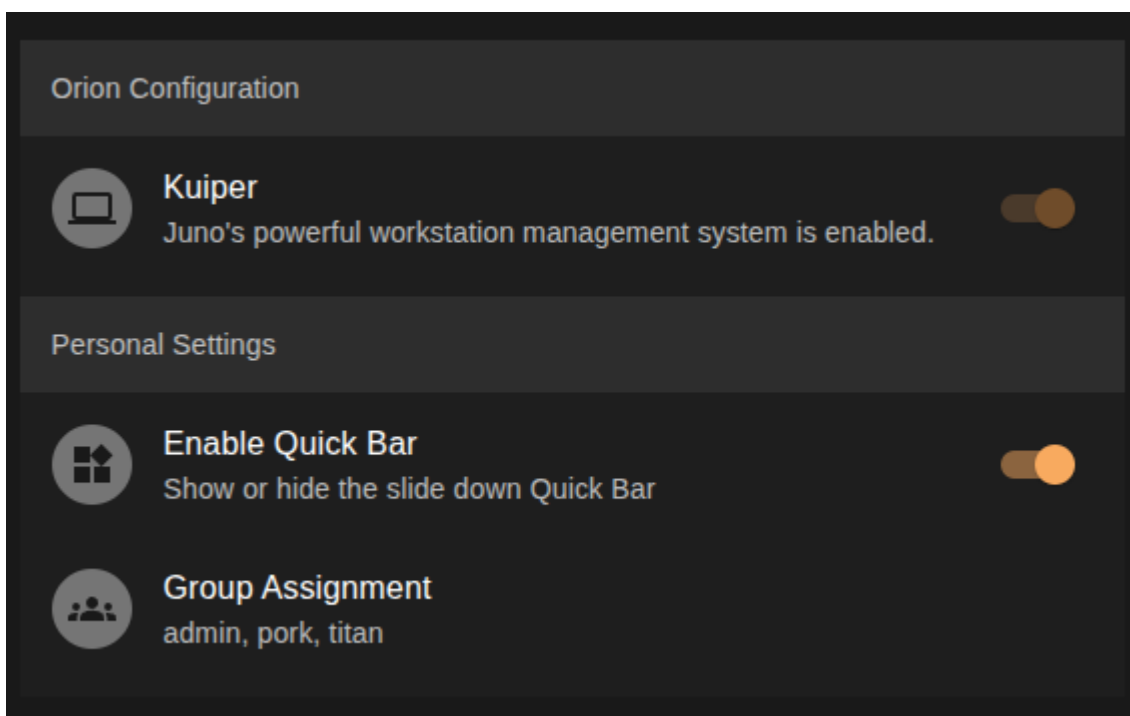 Orion Configuration
Kuiper
Juno's powerful workstation management system is enabled.
Personal Settings
Enable Quick Bar
Show or hide the slide down Quick Bar
Group Assignment
admin, pork, titan